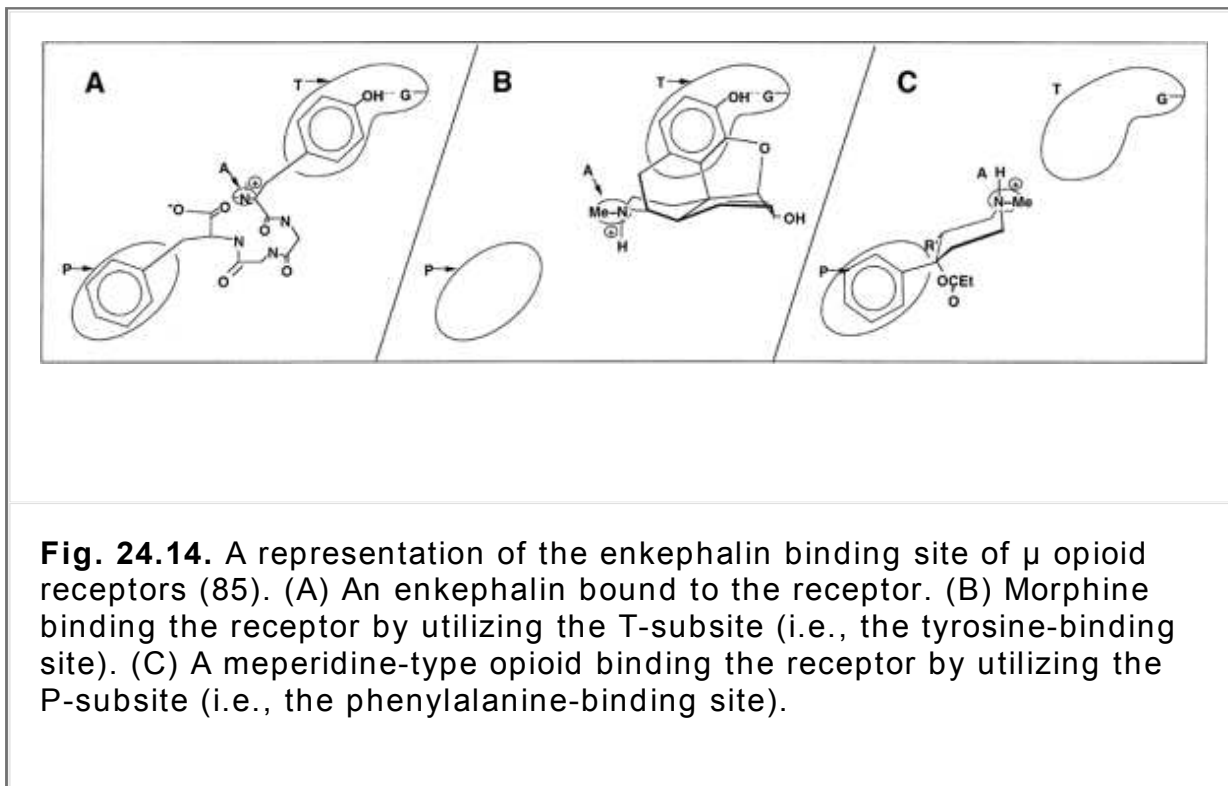 A
T
OH
G
A
N
+
-O
O
O
N
N
N
O
O
P
B
T
OH
G
O
A
Me-N
+
H
OH
P
C
T
G
A H
+
N-Me
R'
P
OCEt
O
Fig. 24.14. A representation of the enkephalin binding site of µ opioid
receptors (85). (A) An enkephalin bound to the receptor. (B) Morphine
binding the receptor by utilizing the T-subsite (i.e., the tyrosine-binding
site). (C) A meperidine-type opioid binding the receptor by utilizing the
P-subsite (i.e., the phenylalanine-binding site).